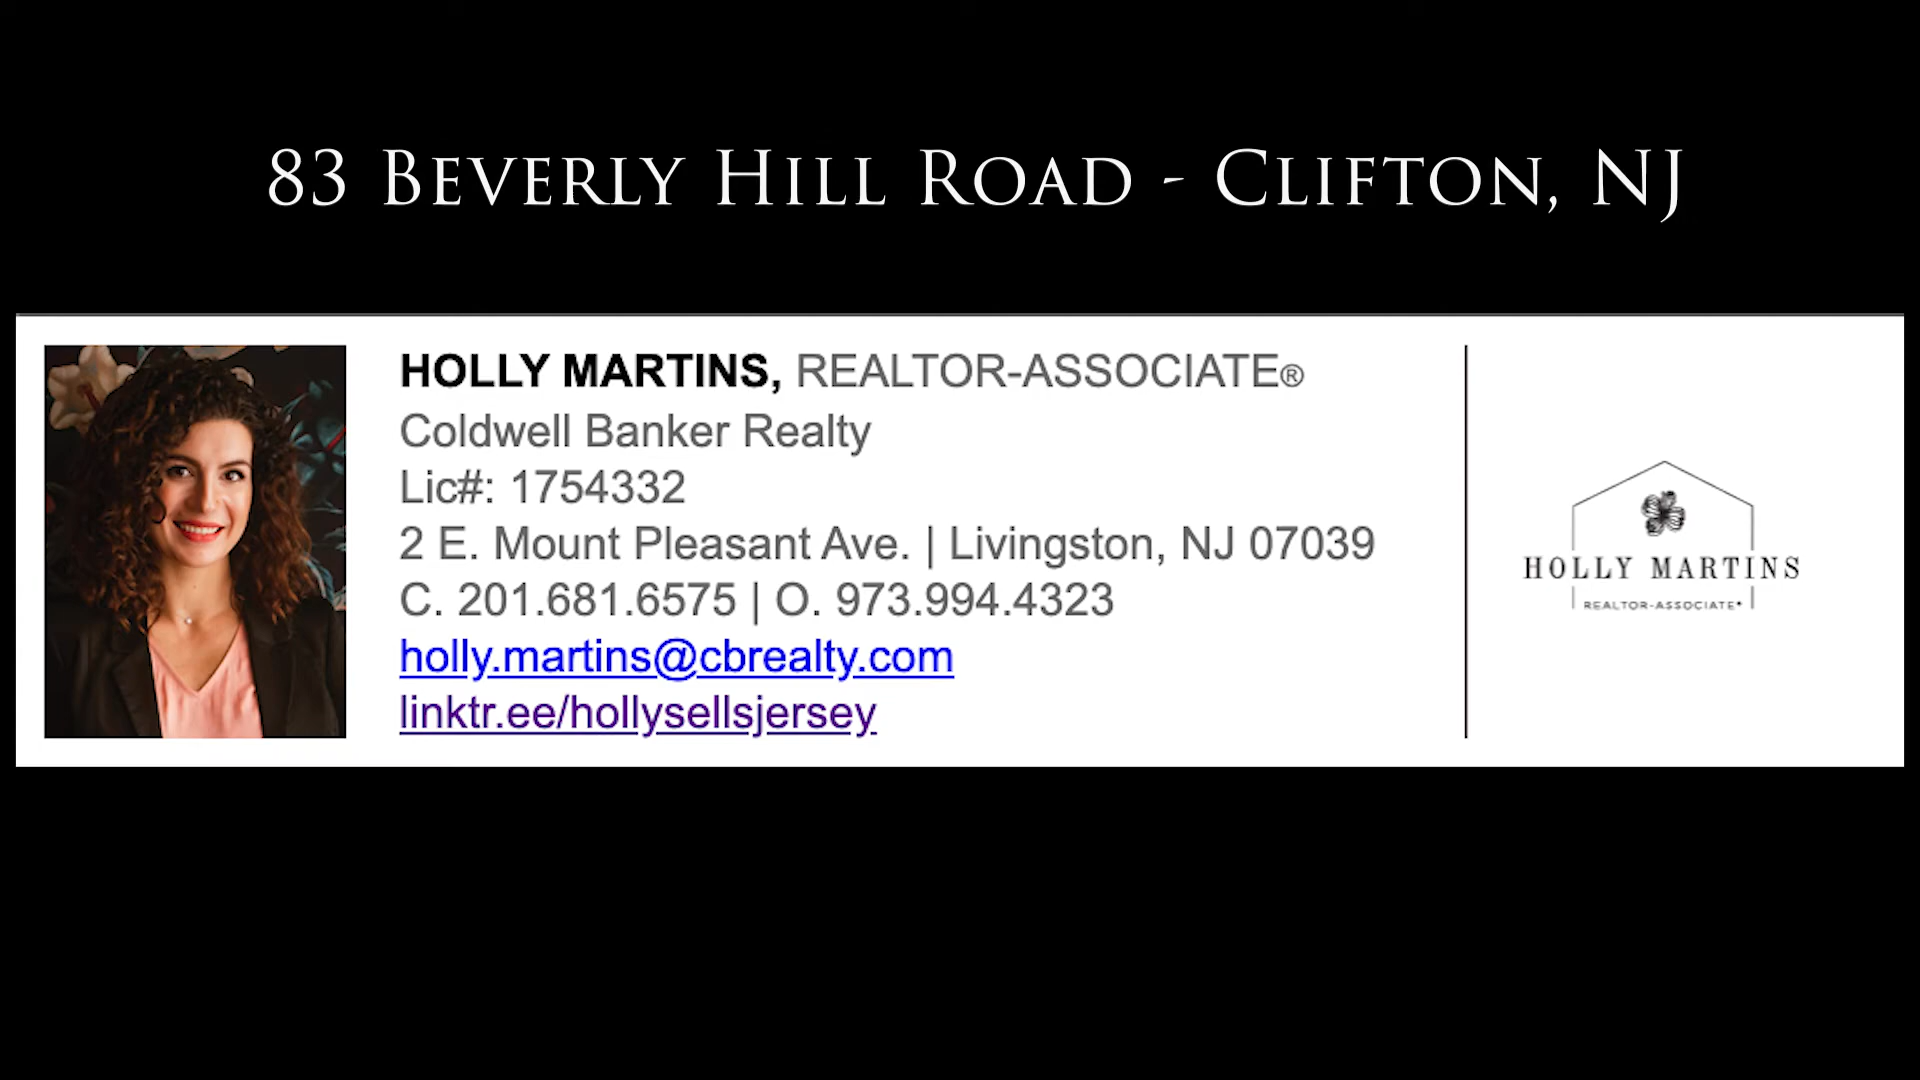 83 Beverly Hill Road - Clifton, NJ
HOLLY MARTINS, REALTOR-ASSOCIATE®
Coldwell Banker Realty
Lic#: 1754332
2 E. Mount Pleasant Ave. | Livingston, NJ 07039
C. 201.681.6575 | O. 973.994.4323
holly.martins@cbrealty.com
linktr.ee/hollysellsjersey
HOLLY MARTINS
REALTOR-ASSOCIATE®